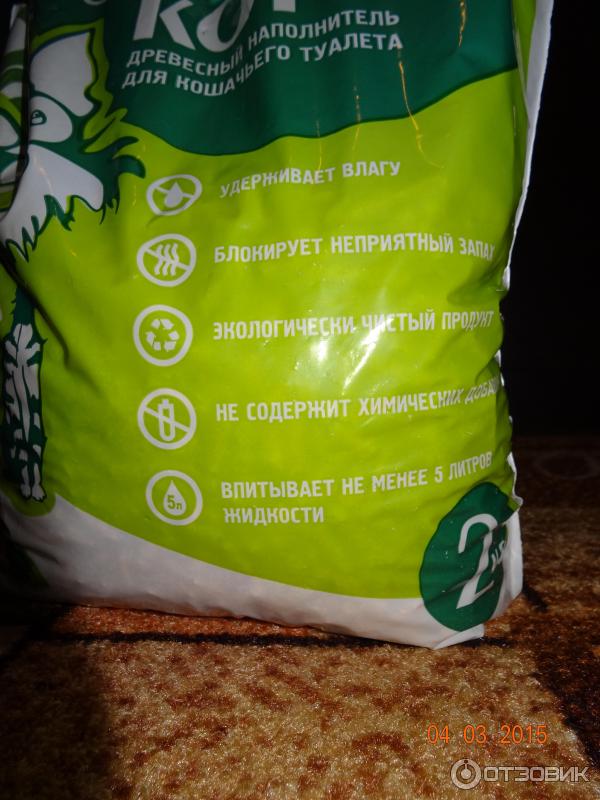 ДРЕВЕСНЫЙ НАПОЛНИТЕЛЬ
ДЛЯ КОШАЧЬЕГО ТУАЛЕТА
УДЕРЖИВАЕТ ВЛАГУ
БЛОКИРУЕТ НЕПРИЯТНЫЙ ЗАПАХ
ЭКОЛОГИЧЕСКИ ЧИСТЫЙ ПРОДУКТ
НЕ СОДЕРЖИТ ХИМИЧЕСКИХ
5л
ВПИТЫВАЕТ НЕ МЕНЕЕ 5 ЛИТРОВ
ЖИДКОСТИ
2
04 03 2015
ОТЗОВИК